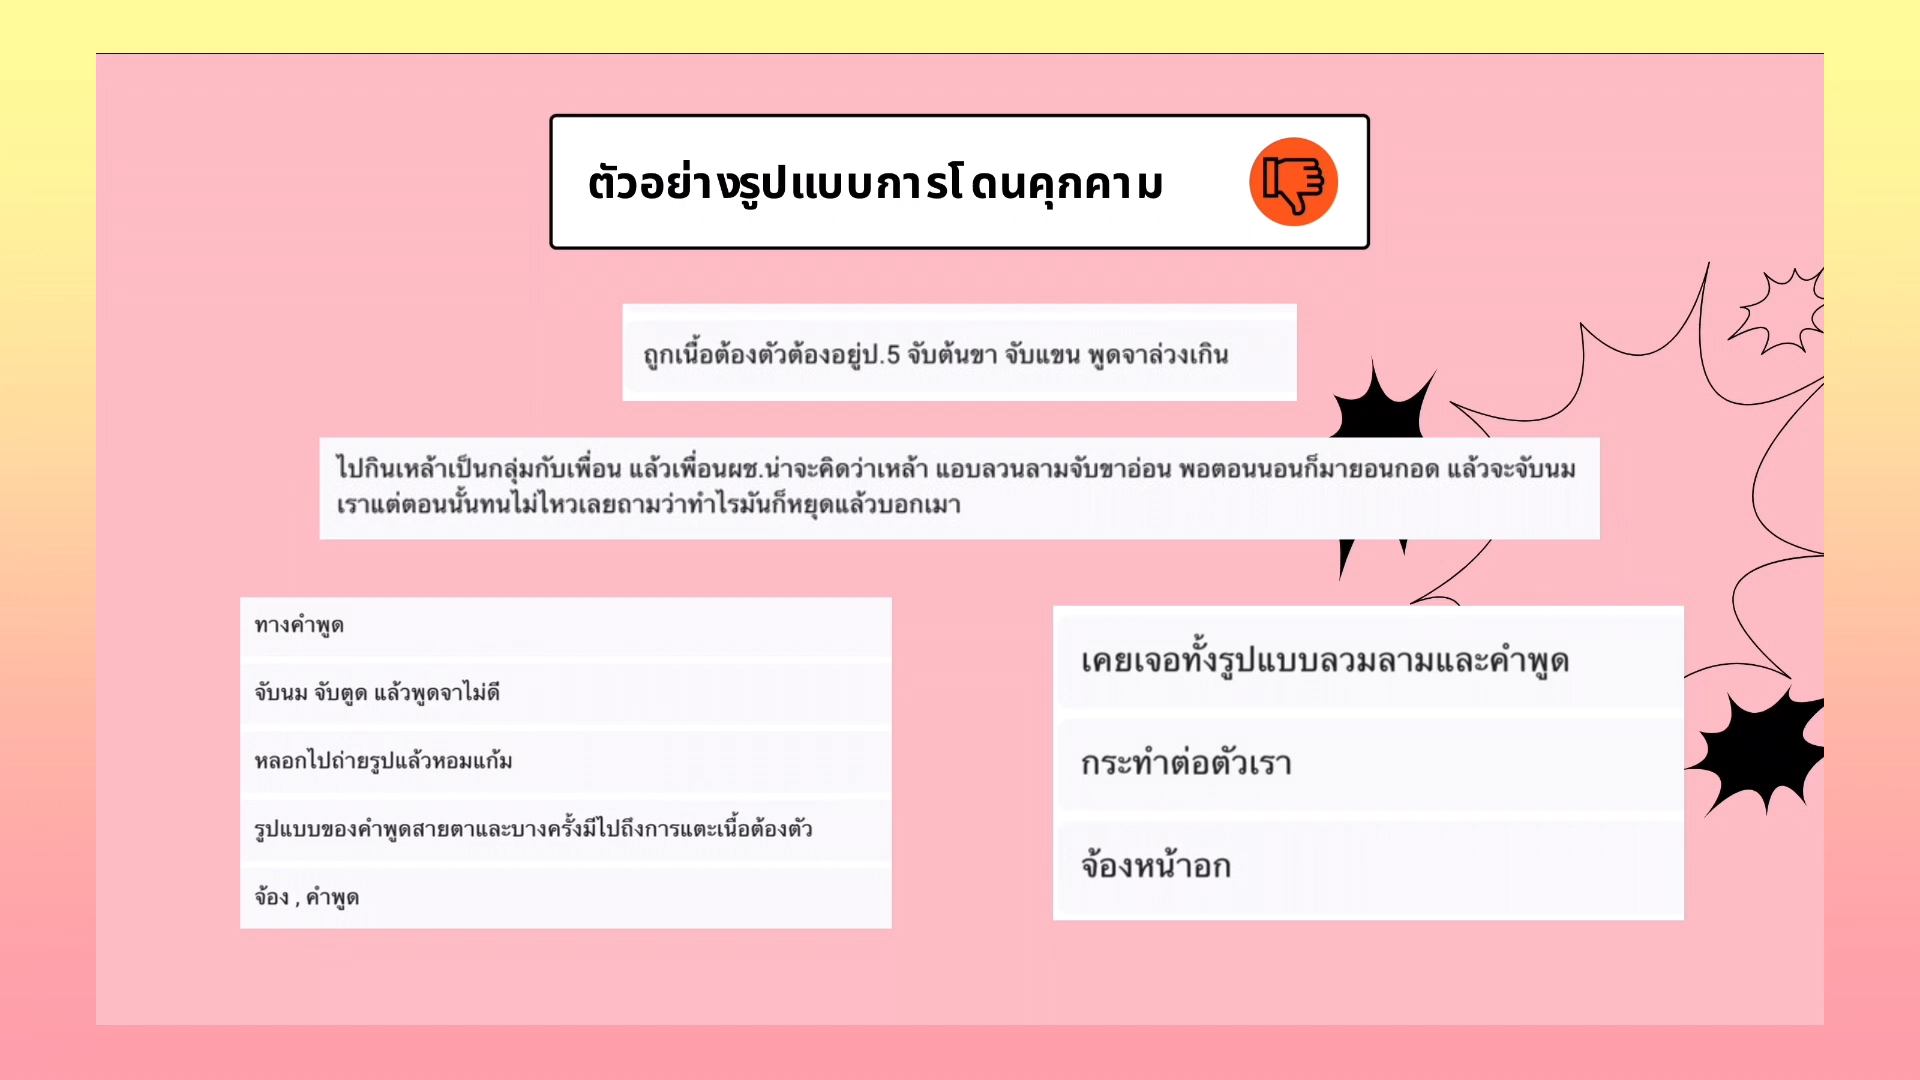 ตัวอย่างรูปแบบการโดนคุกคาม
ถูกเนื้อต้องตัวต้องอยู่ป.5 จับต้นขา จับแขน พูดจาล่วงเกิน
ไปกินเหล้าเป็นกลุ่มกับเพื่อน แล้วเพื่อนผช.น่าจะคิดว่าเหล้า แอบลวนลามจับขาอ่อน พอตอนนอนก็มายอนกอด แล้วจะจับนม
เราแต่ตอนนั้นทนไม่ไหวเลยถามว่าทำไรมันก็หยุดแล้วบอกเมา
ทางคำพูด
จับนม จับตูด แล้วพูดจาไม่ดี
หลอกไปถ่ายรูปแล้วหอมแก้ม
รูปแบบของคำพูดสายตาและบางครั้งมีไปถึงการแตะเนื้อต้องตัว
จ้อง , คำพูด
เคยเจอทั้งรูปแบบลวมลามและคำพูด
กระทำต่อตัวเรา
จ้องหน้าอก